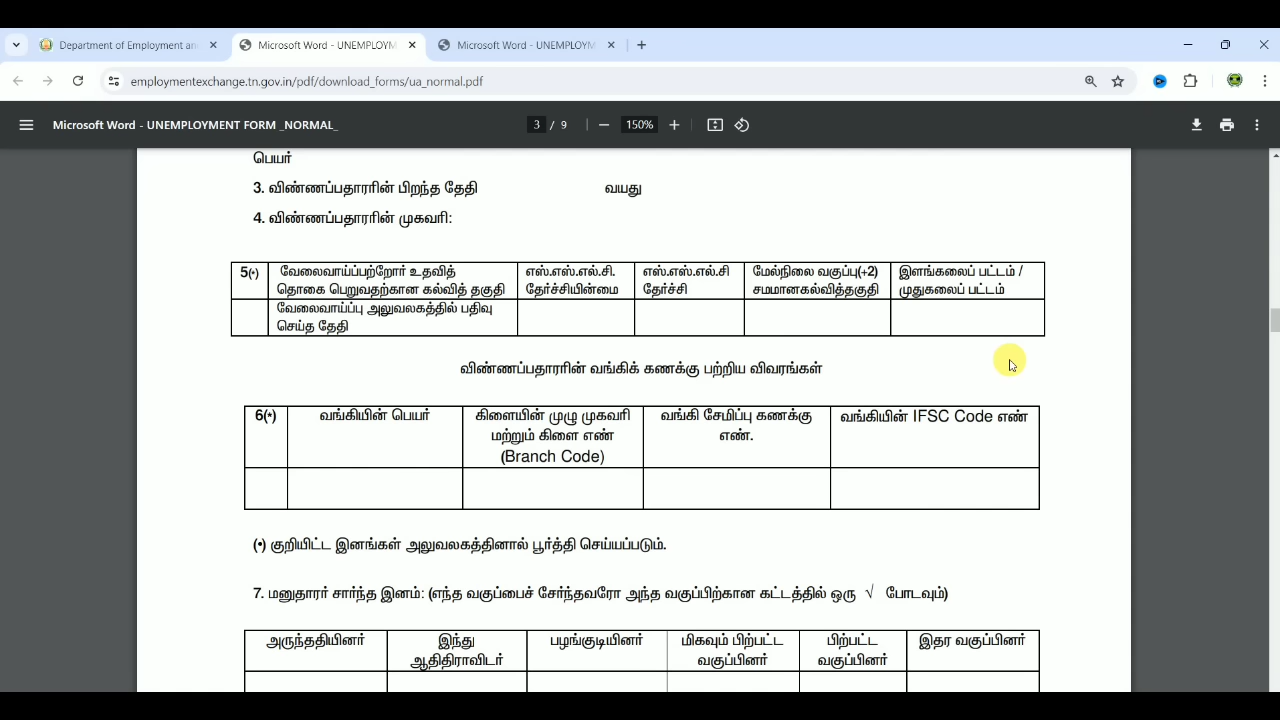 Department of Employment an
Microsoft Word - UNEMPLOYM
Microsoft Word - UNEMPLOYM
employmentexchange.tn.gov.in/pdf/download_forms/ua_normal.pdf
Microsoft Word - UNEMPLOYMENT FORM _NORMAL_
3 / 9
150%
பெயர்
3. விண்ணப்பதாரரின் பிறந்த தேதி வயது
4. விண்ணப்பதாரரின் முகவரி:
5(*) வேலைவாய்ப்பற்றோர் உதவித் எஸ்.எஸ்.எல்.சி. எஸ்.எஸ்.எல்.சி மேல்நிலை வகுப்பு(+2) இளங்கலைப் பட்டம் /
தொகை பெறுவதற்கான கல்வித் தகுதி தேர்ச்சியின்மை தேர்ச்சி சமமானகல்வித்தகுதி முதுகலைப் பட்டம்
வேலைவாய்ப்பு அலுவலகத்தில் பதிவு
செய்த தேதி
விண்ணப்பதாரரின் வங்கிக் கணக்கு பற்றிய விவரங்கள்
6(*) வங்கியின் பெயர் கிளையின் முழு முகவரி வங்கி சேமிப்பு கணக்கு வங்கியின் IFSC Code எண்
மற்றும் கிளை எண் எண்.
(Branch Code)
(*) குறியிட்ட இனங்கள் அலுவலகத்தினால் பூர்த்தி செய்யப்படும்.
7. மனுதாரர் சார்ந்த இனம்: (எந்த வகுப்பைச் சேர்ந்தவரோ அந்த வகுப்பிற்கான கட்டத்தில் ஒரு √ போடவும்)
அருந்ததியினர் இந்து பழங்குடியினர் மிகவும் பிற்பட்ட பிற்பட்ட இதர வகுப்பினர்
ஆதிதிராவிடர் வகுப்பினர் வகுப்பினர்